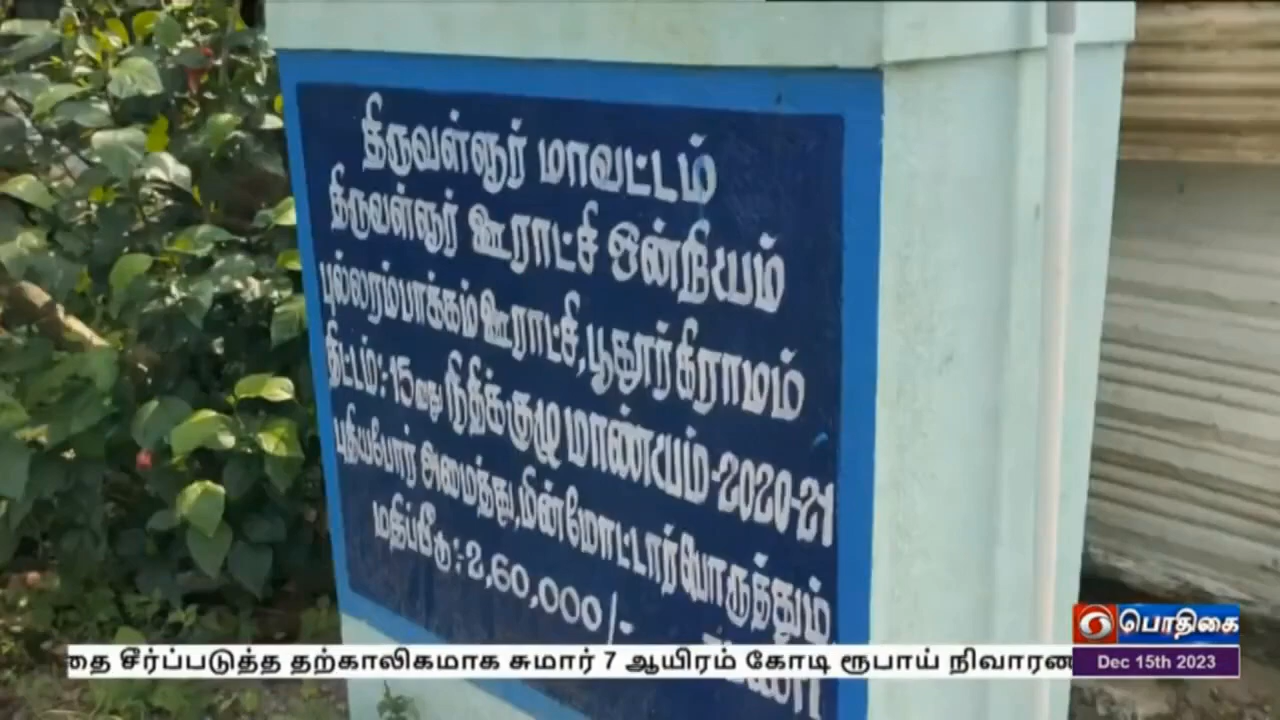 திருவள்ளூர் மாவட்டம்
திருவள்ளூர் ஊராட்சி ஒன்நியம்
புல்லரம்பாக்கம் ஊராட்சி, பூதூர் கிராமம்
திட்டம்:-15வது நிதிக்குழு மாண்யம்-2020-21
புதியபோர் அமைத்து, மின்மோட்டார் பொருத்தும்
மதிப்பீடு:-2,60,000/-
தை சீர்ப்படுத்த தற்காலிகமாக சுமார் 7 ஆயிரம் கோடி ரூபாய் நிவாரண
பொதிகை
Dec 15th 2023